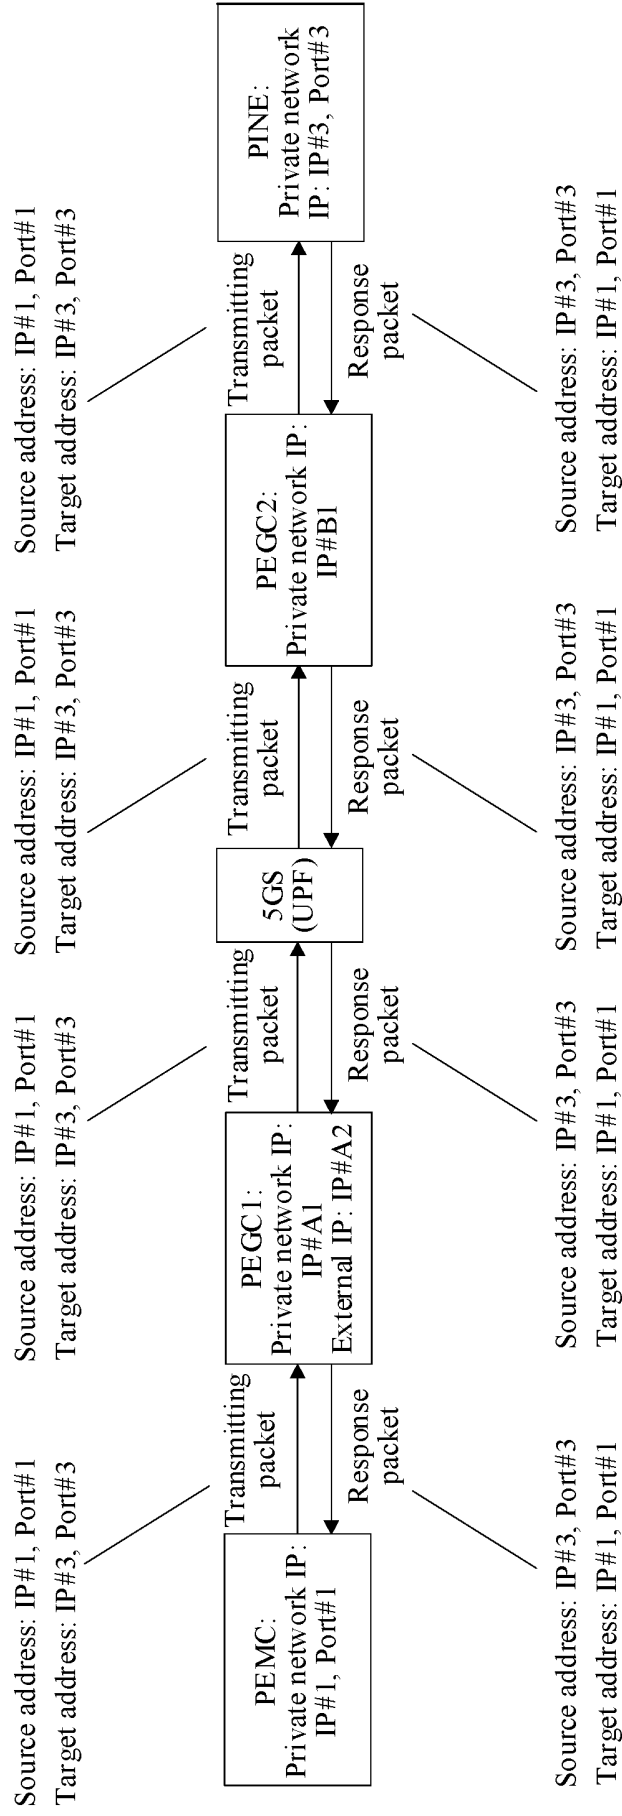 Source address: IP#1, Port#1
Target address: IP#3, Port#3
Source address: IP#1, Port#1
Target address: IP#3, Port#3
Source address: IP#1, Port#1
Target address: IP#3, Port#3
Source address: IP#1, Port#1
Target address: IP#3, Port#3
PEMC:
Private network IP:
IP#1, Port#1
Transmitting
packet
Response
packet
PEGC1:
Private network IP:
IP#A1
External IP: IP#A2
Transmitting
packet
Response
packet
5GS
(UPF)
Transmitting
packet
Response
packet
PEGC2:
Private network IP:
IP#B1
Transmitting
packet
Response
packet
PINE:
Private network
IP: IP#3, Port#3
Source address: IP#3, Port#3
Target address: IP#1, Port#1
Source address: IP#3, Port#3
Target address: IP#1, Port#1
Source address: IP#3, Port#3
Target address: IP#1, Port#1
Source address: IP#3, Port#3
Target address: IP#1, Port#1